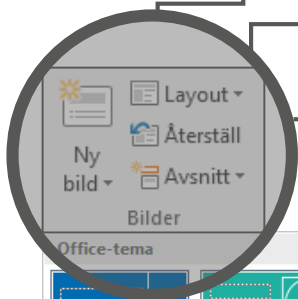 Layout
Återställ
Ny
bild
Avsnitt
Bilder
Office-tema